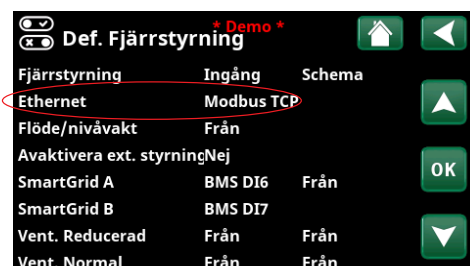 * Demo *
Def. Fjärrstyrning
Fjärrstyrning Ingång Schema
Ethernet Modbus TCP
Flöde/nivåvakt Från
Avaktivera ext. styrning Nej
OK
SmartGrid A BMS DI6 Från
SmartGrid B BMS DI7
Vent. Reducerad Från Från
Vent. Normal Från Från